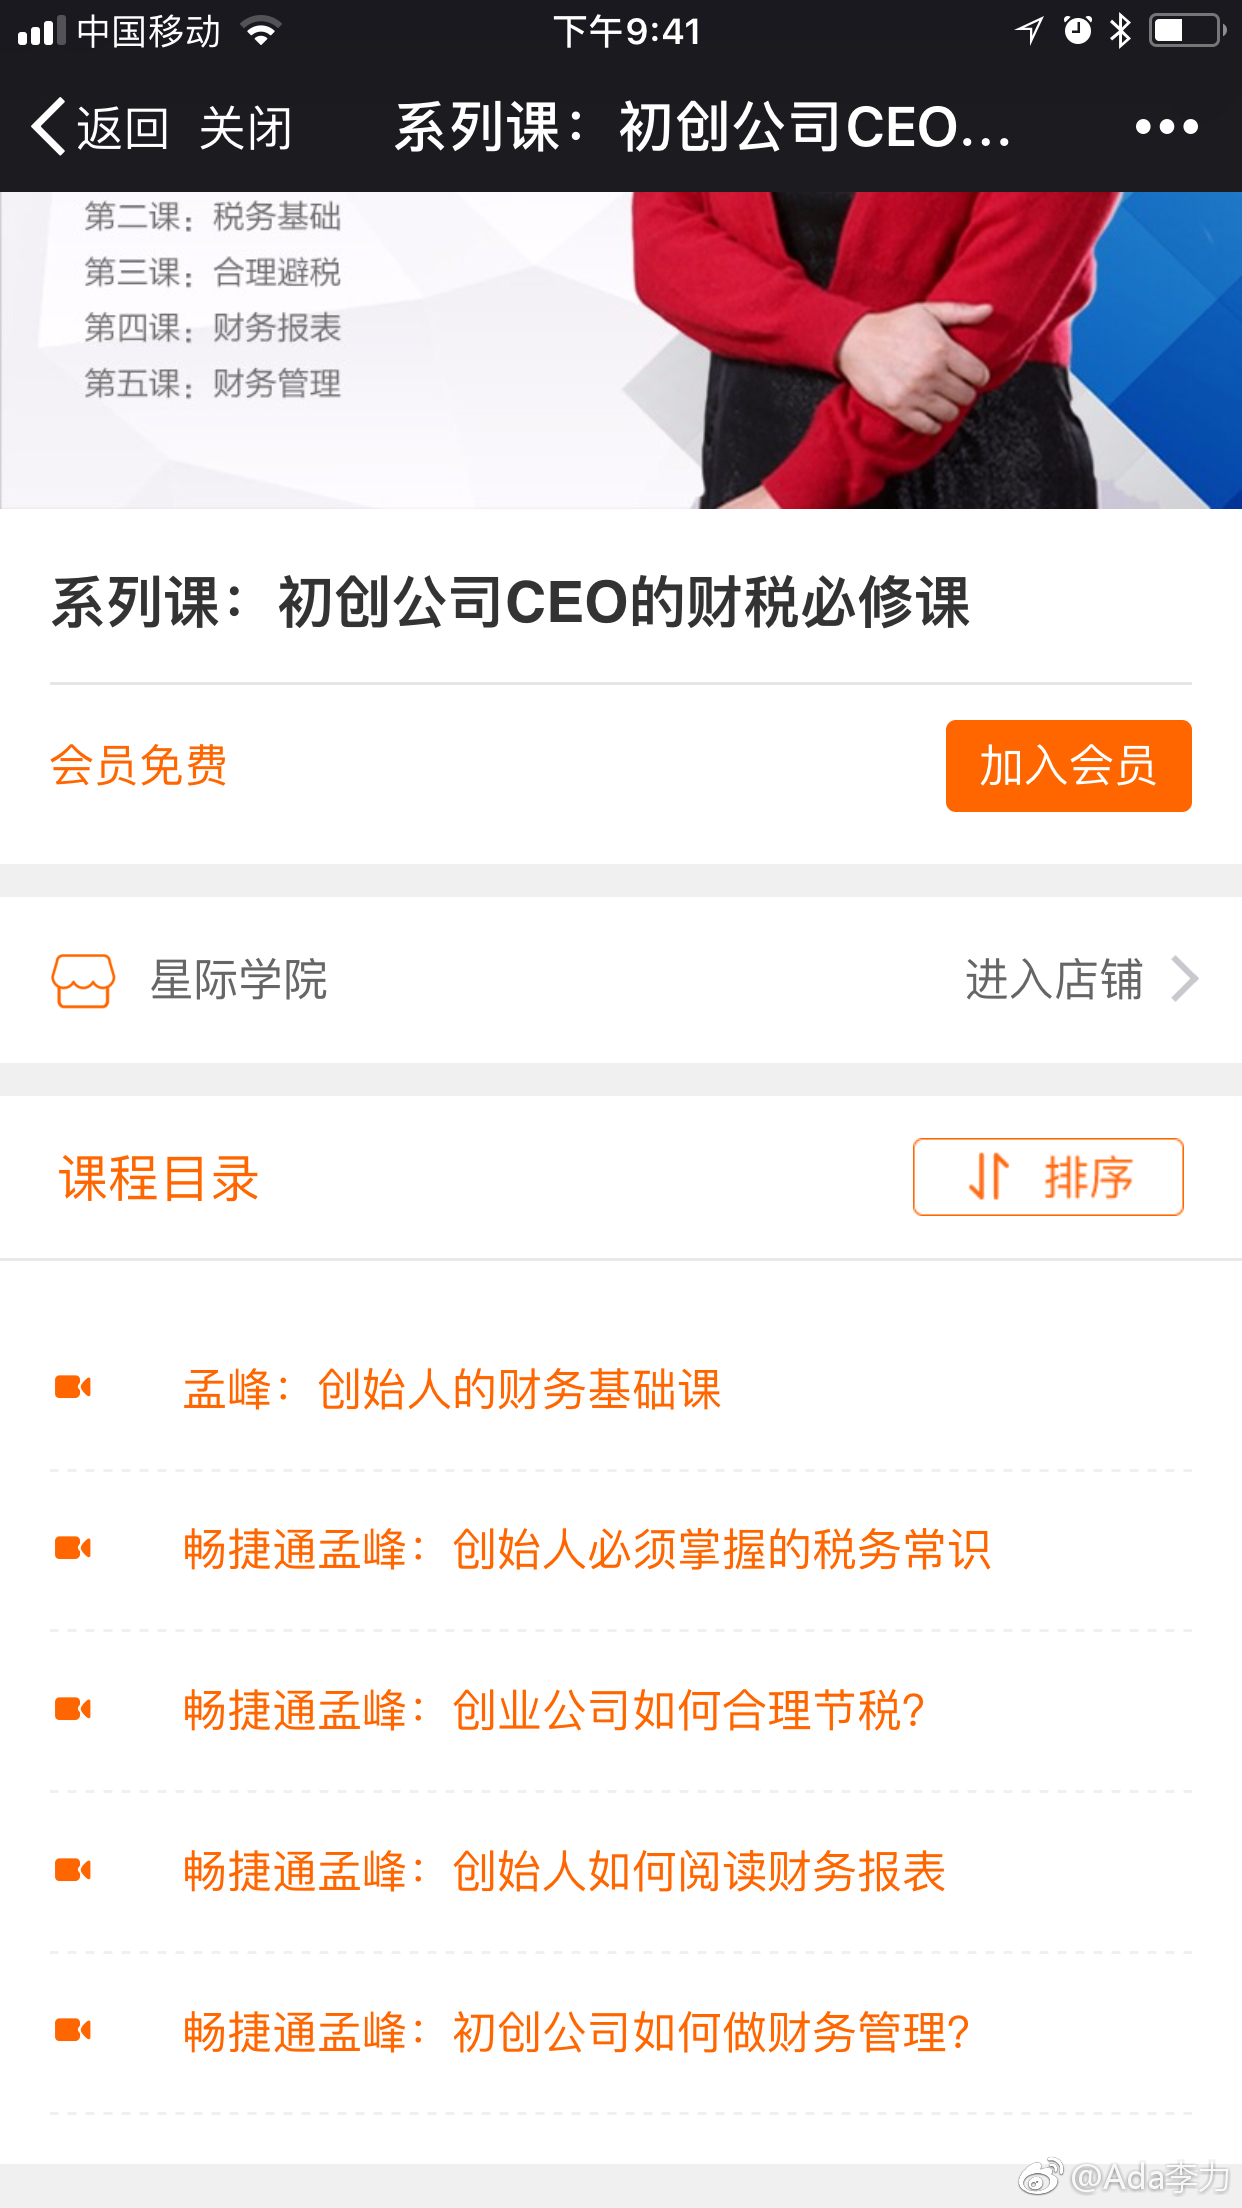 中国移动
下午9:41
返回 关闭
系列课：初创公司CEO...
第二课：税务基础
第三课：合理避税
第四课：财务报表
第五课：财务管理
系列课：初创公司CEO的财税必修课
会员免费
加入会员
星际学院
进入店铺
课程目录
排序
孟峰：创始人的财务基础课
畅捷通孟峰：创始人必须掌握的税务常识
畅捷通孟峰：创业公司如何合理节税?
畅捷通孟峰：创始人如何阅读财务报表
畅捷通孟峰：初创公司如何做财务管理?
@Ada李力